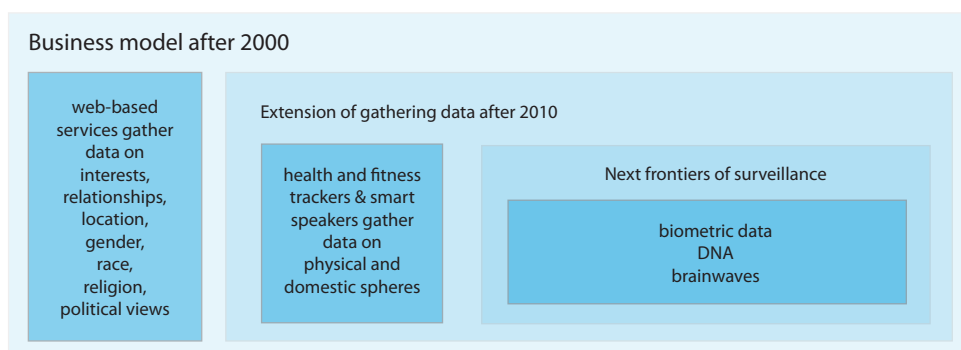 Business model after 2000
web-based
services gather
data on
interests,
relationships,
location,
gender,
race,
religion,
political views
Extension of gathering data after 2010
health and fitness
trackers & smart
speakers gather
data on
physical and
domestic spheres
Next frontiers of surveillance
biometric data
DNA
brainwaves